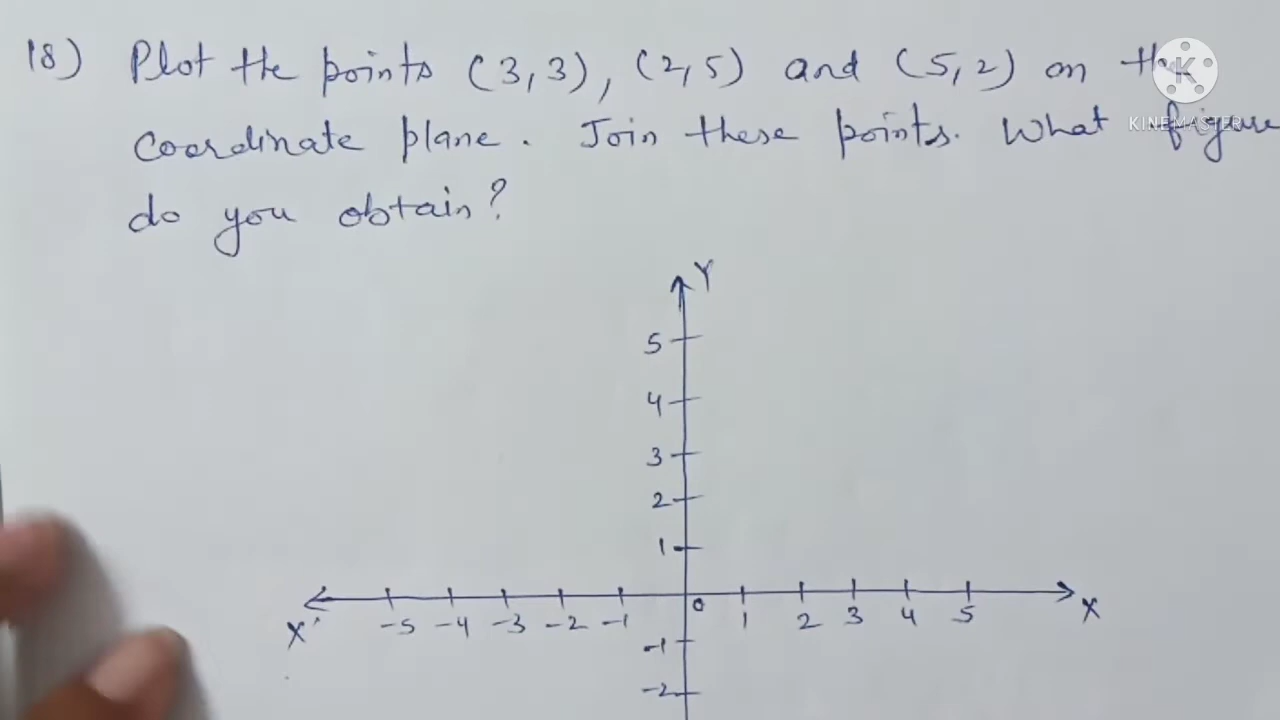 18) Plot the points (3,3), (2,5) and (5,2) on the
coordinate plane. Join these points. What figure
do you obtain?
K
KINEMASTER
Y
5
4
3
2
1
X' -5 -4 -3 -2 -1 0 1 2 3 4 5 X
-1
-2